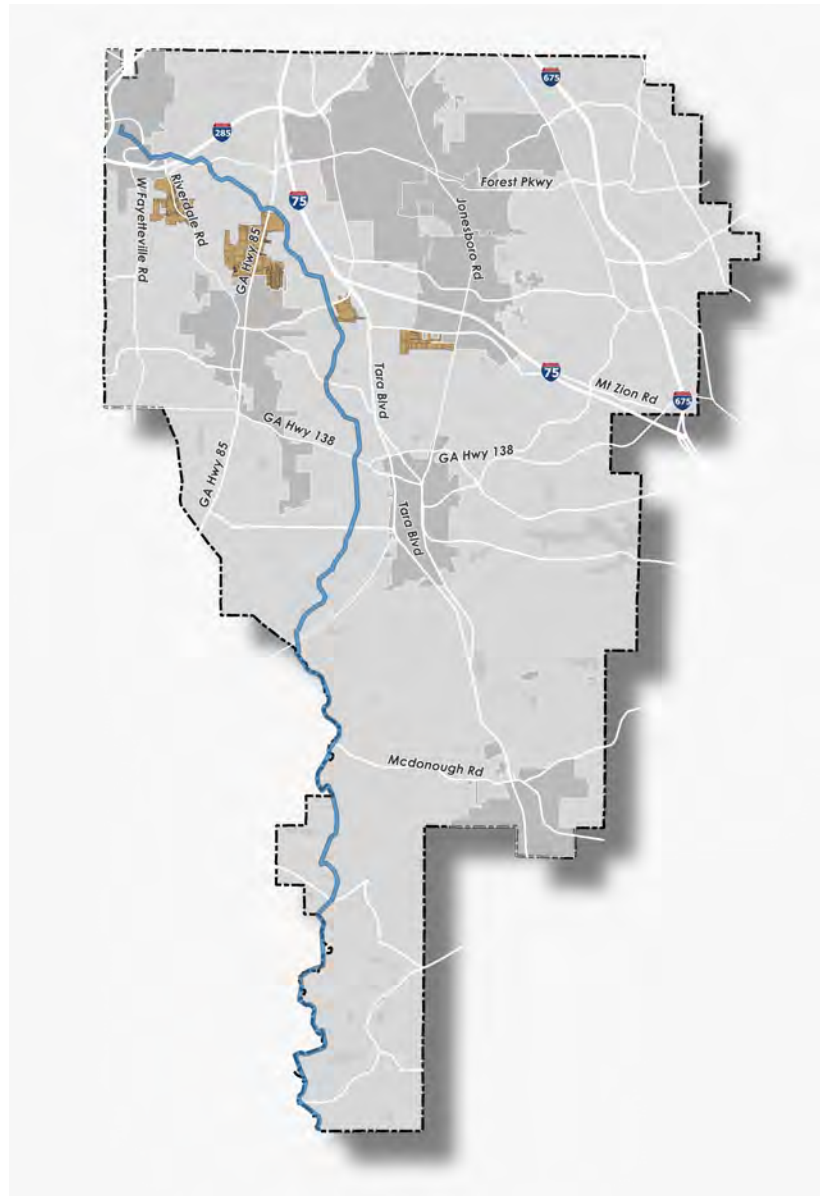 675
285
Forest Pkwy
75
Riverdale Rd
W Fayetteville Rd
Jonesboro Rd
GA Hwy 85
75
Mt Zion Rd
675
Tara Blvd
GA Hwy 138
GA Hwy 138
GA Hwy 85
Tara Blvd
Mcdonough Rd